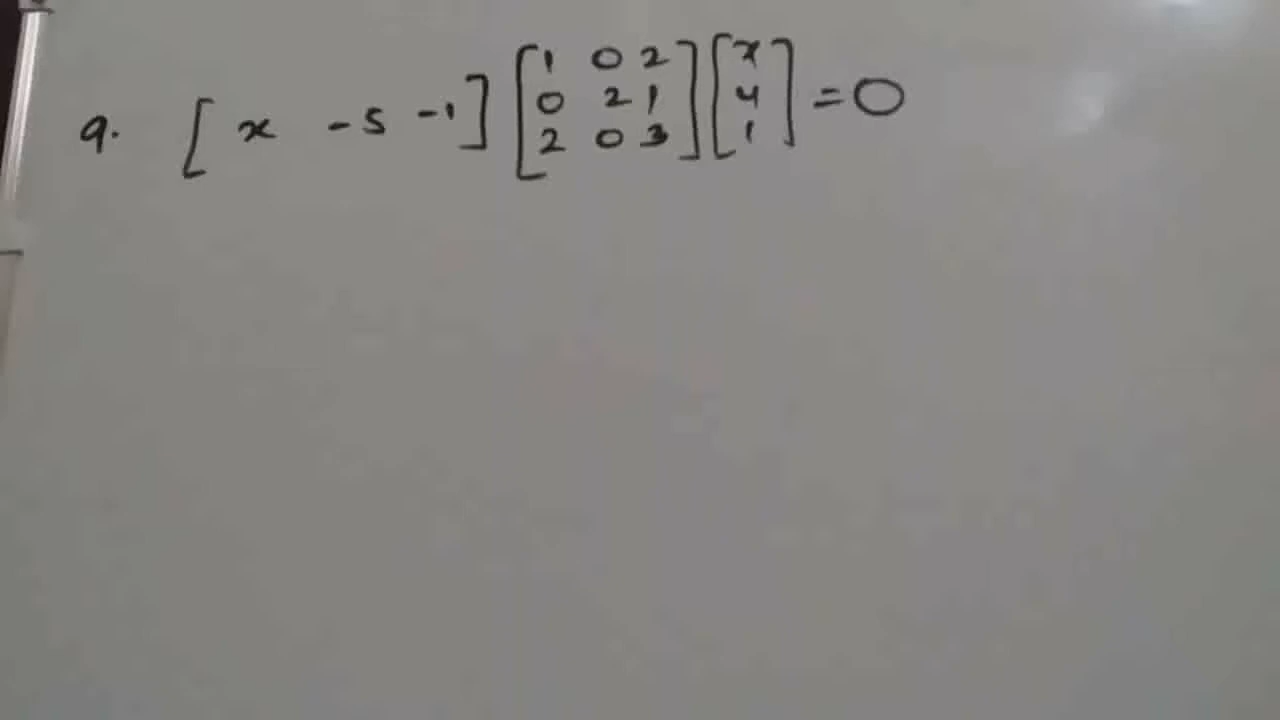 9. [ x -5 -1 ] [ 1 0 2 ] [ x ] = 0
0 2 1 4
2 0 3 1